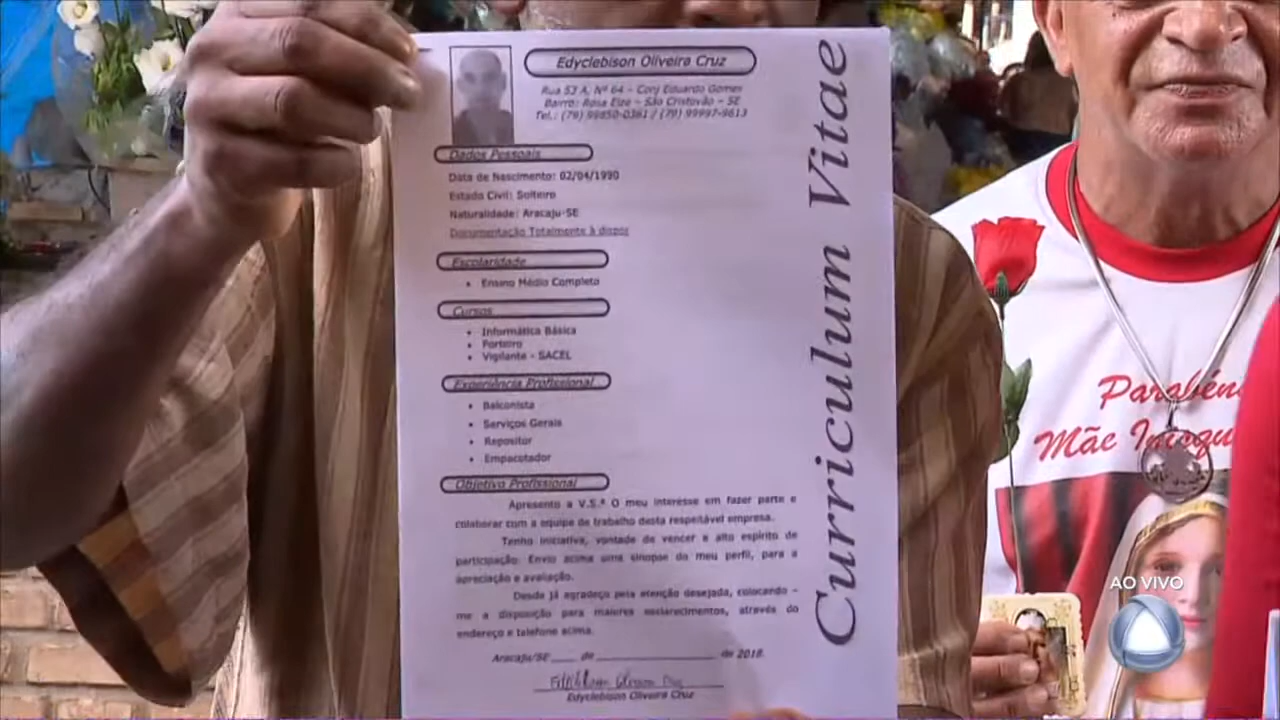 Edyclebison Oliveira Cruz
Rua 53 A, Nº 64 - Conj Eduardo Gomes
Bairro: Rosa Elze - São Cristovão - SE
Tel.: (79) 99850-0361 / (79) 99997-9613
Curriculum Vitae
Dados Pessoais
Data de Nascimento: 02/04/1990
Estado Civil: Solteiro
Naturalidade: Aracaju-SE
Documentação Totalmente à dispor
Escolaridade
• Ensino Médio Completo
Cursos
• Informática Básica
• Porteiro
• Vigilante - SACEL
Experiência Profissional
• Balconista
• Serviços Gerais
• Repositor
• Empacotador
Objetivo Profissional
Apresento a V.S.ª O meu interesse em fazer parte e
colaborar com a equipe de trabalho desta respeitável empresa.
Tenho iniciativa, vontade de vencer e alto espirito de
participação. Envio acima uma sinopse do meu perfil, para a
apreciação e avaliação.
Desde já agradeço pela atenção desejada, colocando -
me a disposição para maiores esclarecimentos, através do
endereço e telefone acima.
Aracaju/SE ____ de ____________________ de 2018.
Edyclebison Oliveira Cruz
Parabén
Mãe
AO VIVO